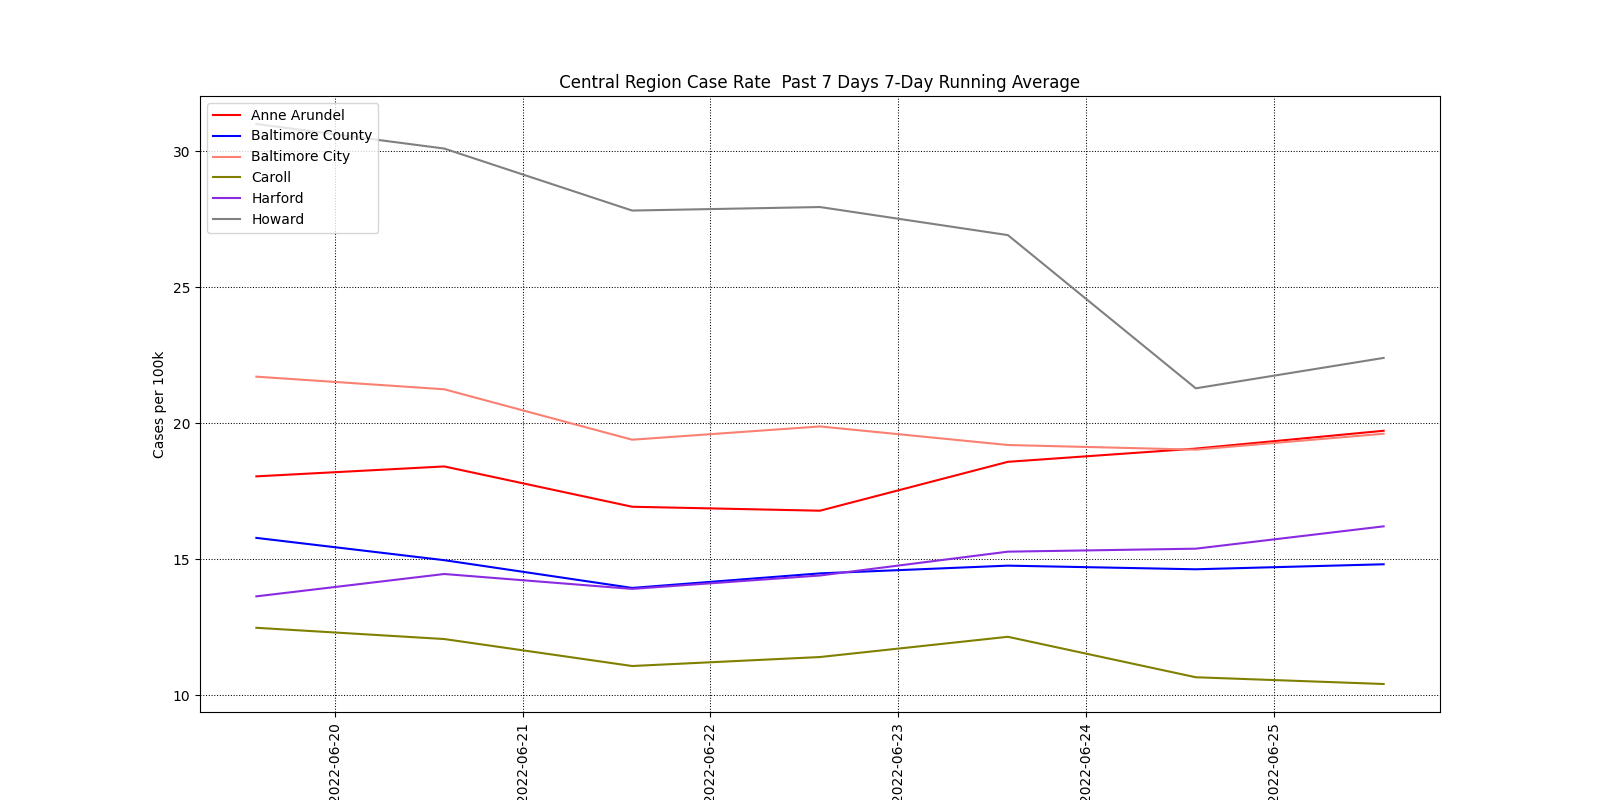 Central Region Case Rate  Past 7 Days 7-Day Running Average
Anne Arundel
Baltimore County
Baltimore City
Caroll
Harford
Howard
Cases per 100k
30
25
20
15
10
2022-06-20
2022-06-21
2022-06-22
2022-06-23
2022-06-24
2022-06-25